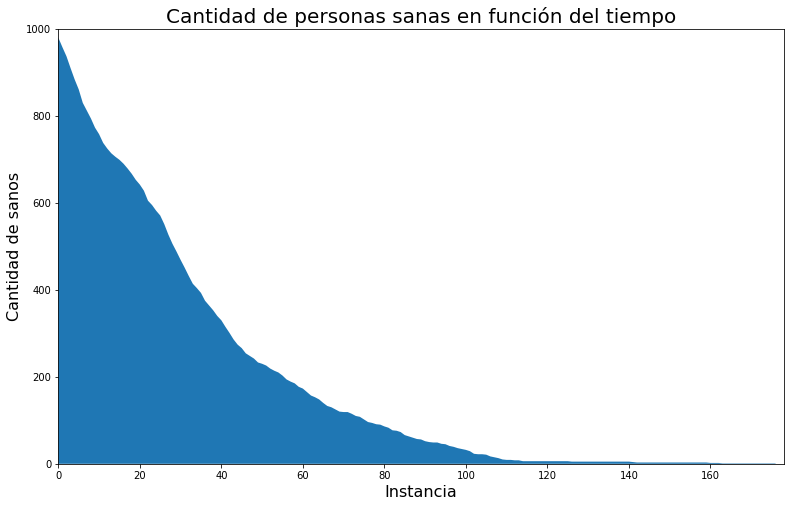 Cantidad de personas sanas en función del tiempo
1000
800
600
400
200
0
Cantidad de sanos
0 20 40 60 80 100 120 140 160
Instancia